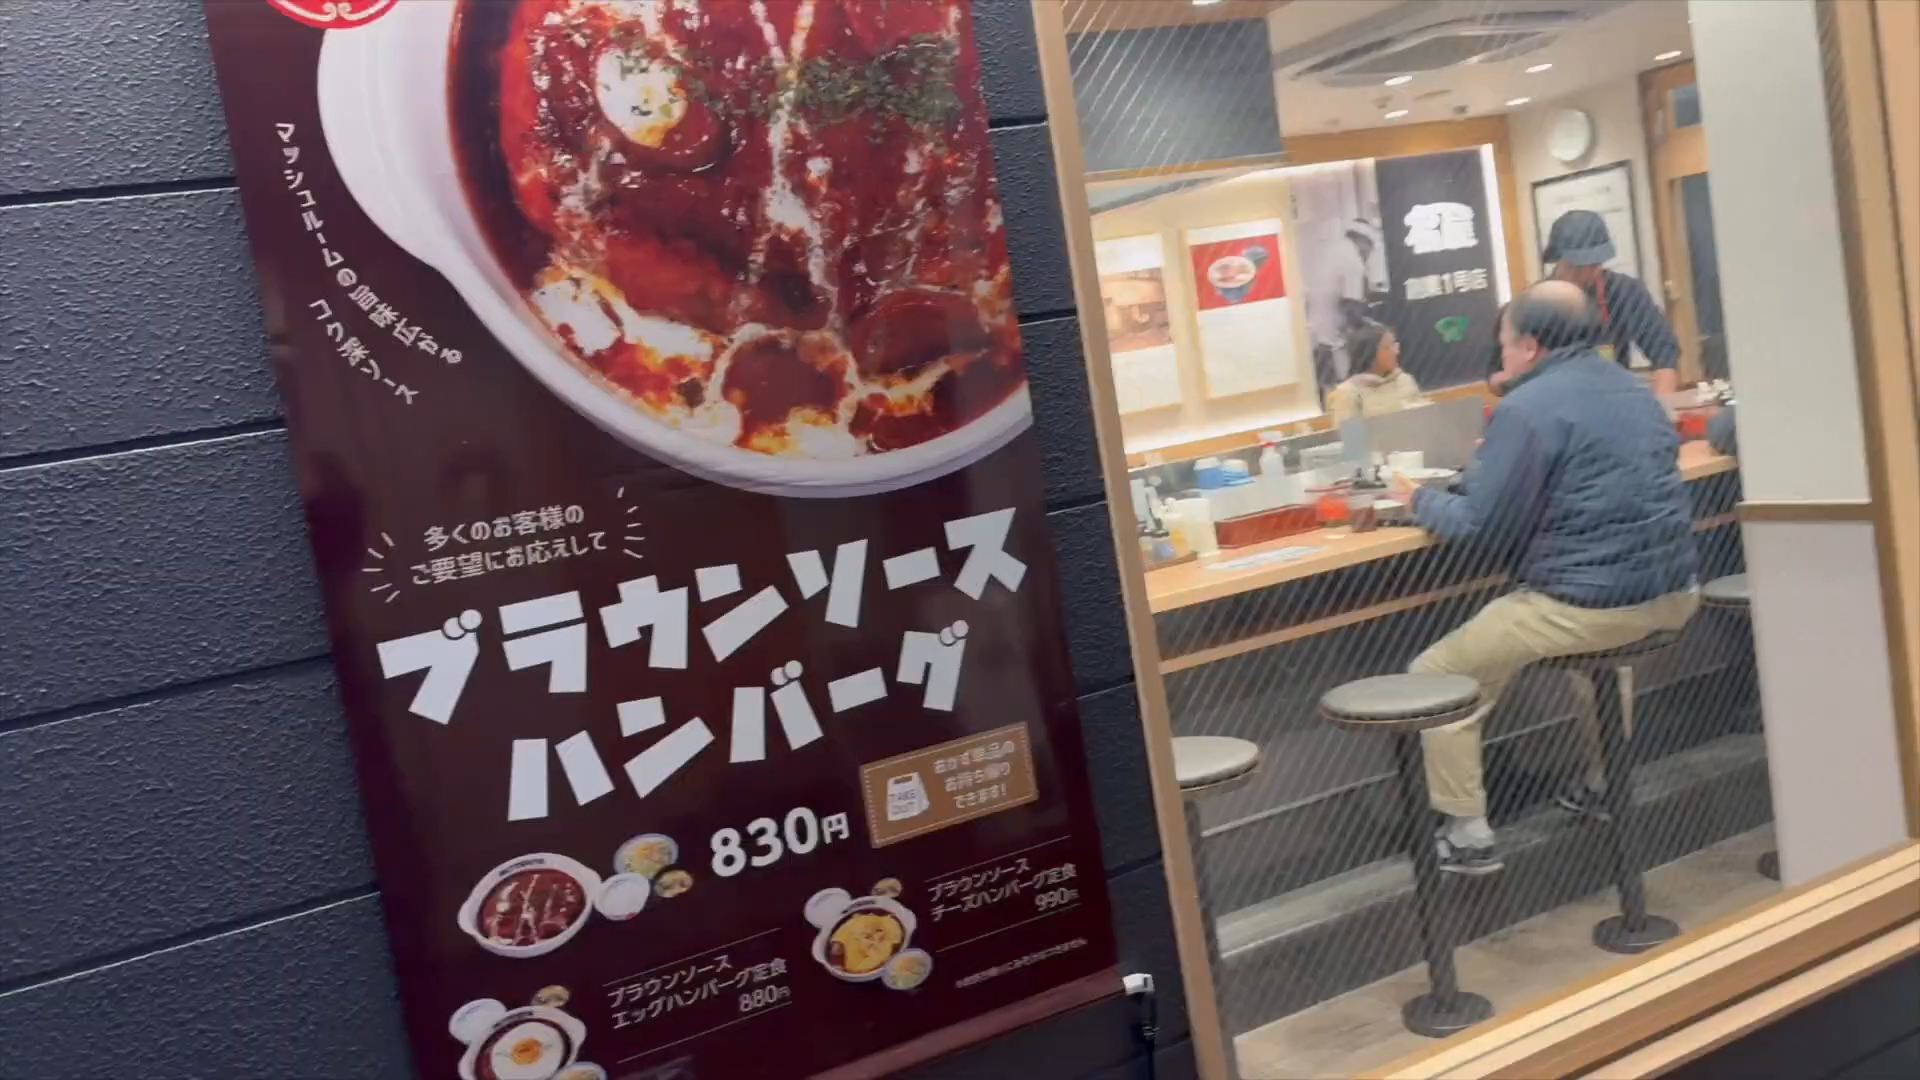 マッシュルームの旨味広がる
コク深ソース
多くのお客様の
ご要望にお応えして
ブラウンソース
ハンバーグ
830円
TAKE
OUT
おかず単品の
お持ち帰り
できます!
ブラウンソース
エッグハンバーグ定食
880円
ブラウンソース
チーズハンバーグ定食
990円
松屋
創業1号店